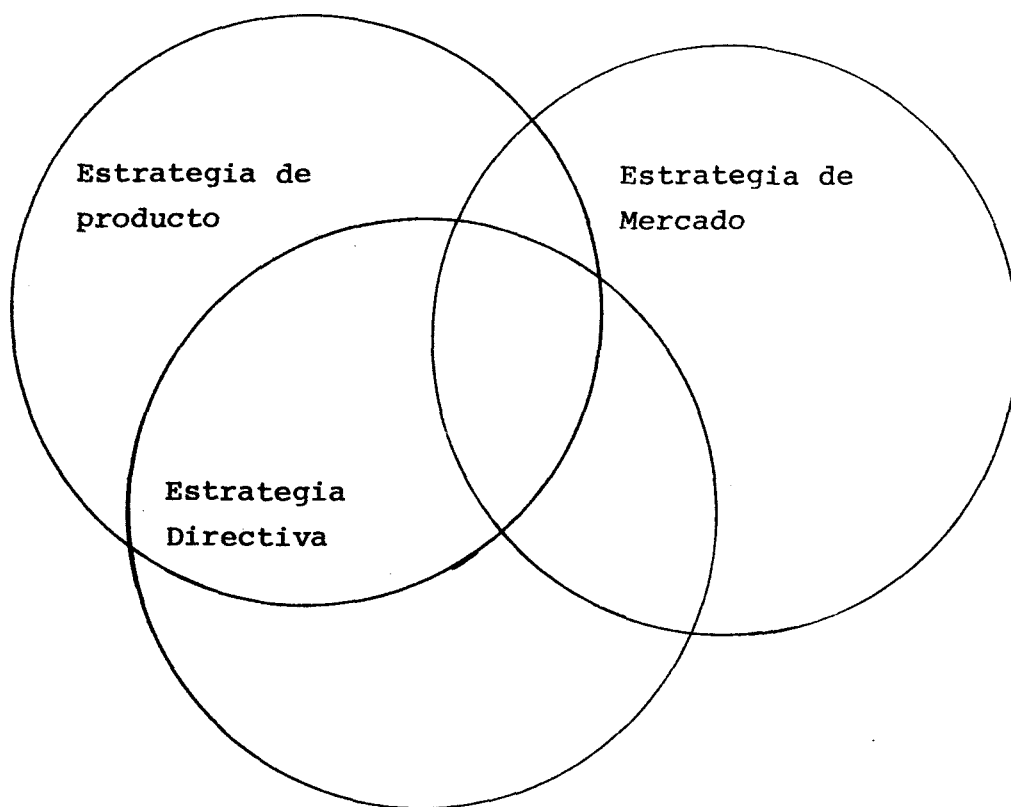 Estrategia de
producto
Estrategia de
Mercado
Estrategia
Directiva